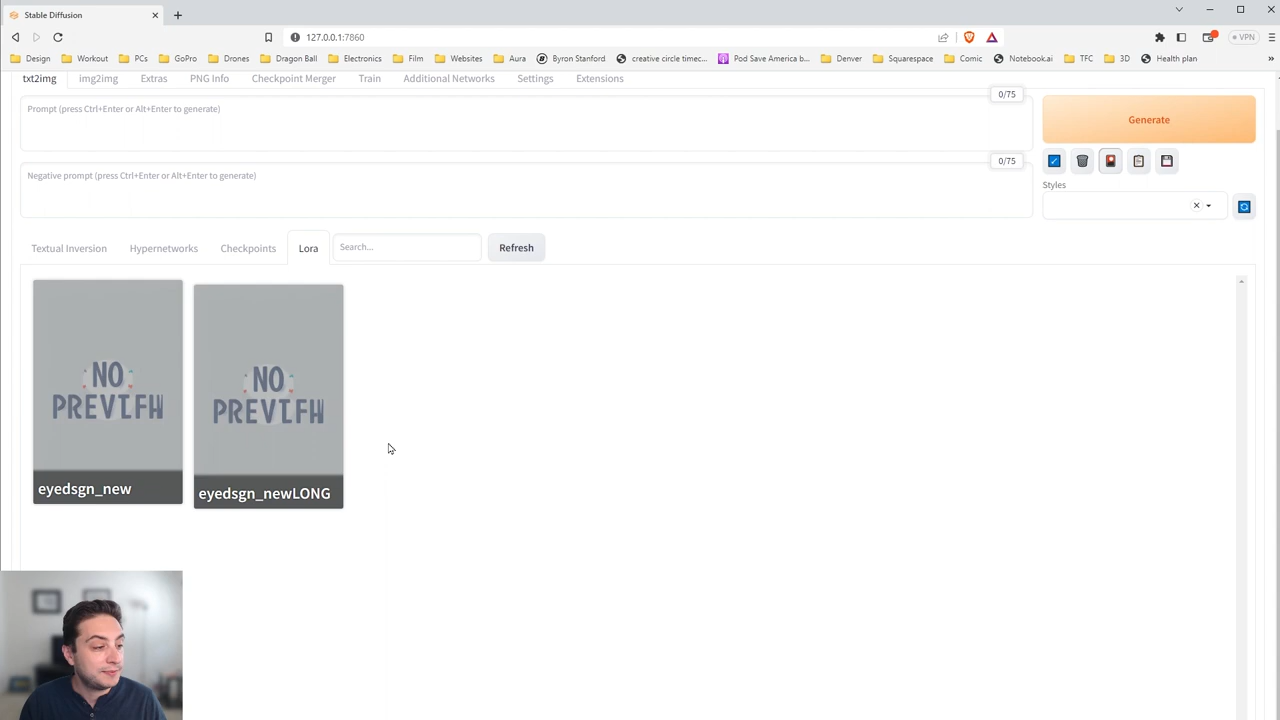 Stable Diffusion
127.0.0.1:7860
VPN
Design
Workout
PCs
GoPro
Drones
Dragon Ball
Electronics
Film
Websites
Aura
Byron Stanford
creative circle timec...
Pod Save America b...
Denver
Squarespace
Comic
Notebook.ai
TFC
3D
Health plan
txt2img
img2img
Extras
PNG Info
Checkpoint Merger
Train
Additional Networks
Settings
Extensions
Prompt (press Ctrl+Enter or Alt+Enter to generate)
0/75
Generate
Negative prompt (press Ctrl+Enter or Alt+Enter to generate)
0/75
Styles
Textual Inversion
Hypernetworks
Checkpoints
Lora
Search...
Refresh
NO
PREVIFW
eyedsgn_new
NO
PREVIFW
eyedsgn_newLONG